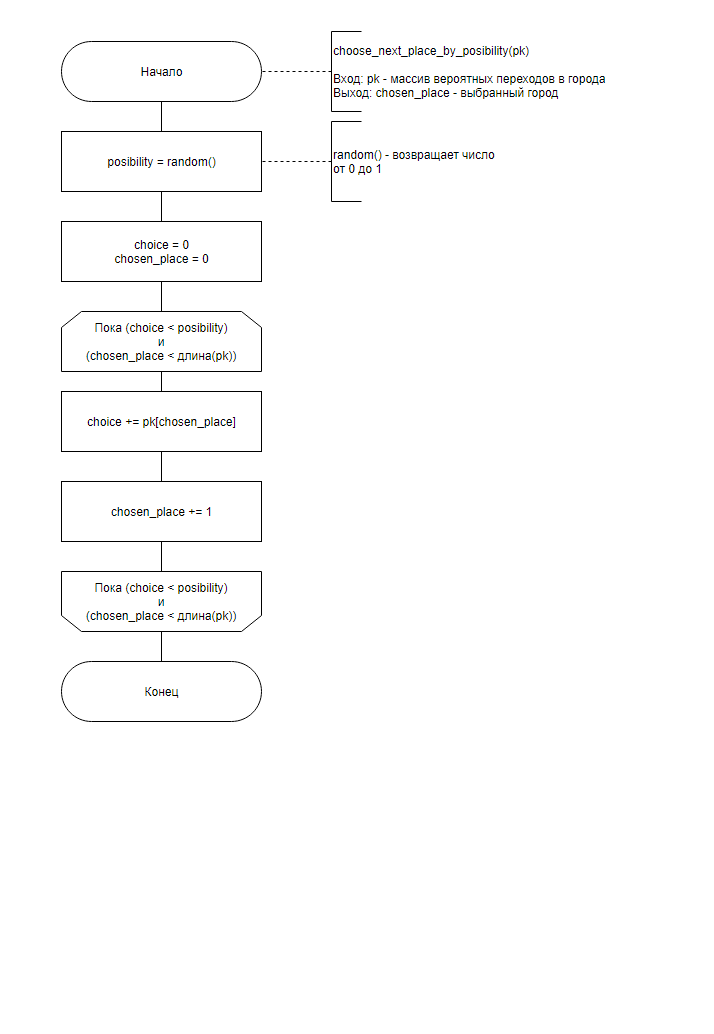 Начало
choose_next_place_by_posibility(pk)
Вход: pk - массив вероятных переходов в города
Выход: chosen_place - выбранный город
posibility = random()
random() - возвращает число
от 0 до 1
choice = 0
chosen_place = 0
Пока (choice < posibility)
и
(chosen_place < длина(pk))
choice += pk[chosen_place]
chosen_place += 1
Пока (choice < posibility)
и
(chosen_place < длина(pk))
Конец